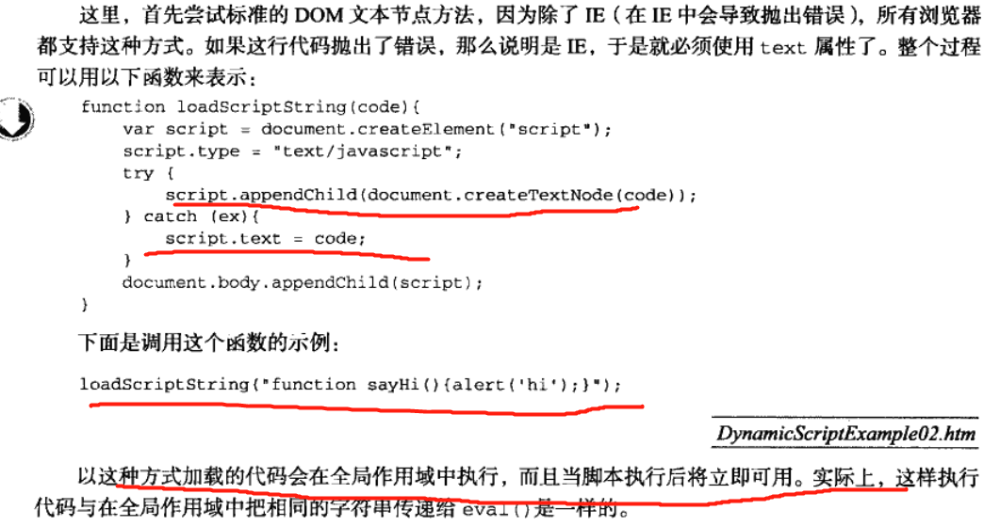 这里，首先尝试标准的 DOM 文本节点方法，因为除了 IE（在 IE 中会导致抛出错误），所有浏览器
都支持这种方式。如果这行代码抛出了错误，那么说明是 IE，于是就必须使用 text 属性了。整个过程
可以用以下函数来表示：
function loadScriptString(code){
    var script = document.createElement("script");
    script.type = "text/javascript";
    try {
        script.appendChild(document.createTextNode(code));
    } catch (ex){
        script.text = code;
    }
    document.body.appendChild(script);
}
下面是调用这个函数的示例：
loadScriptString("function sayHi(){alert('hi');}");
DynamicScriptExample02.htm
以这种方式加载的代码会在全局作用域中执行，而且当脚本执行后将立即可用。实际上，这样执行
代码与在全局作用域中把相同的字符串传递给 eval()是一样的。